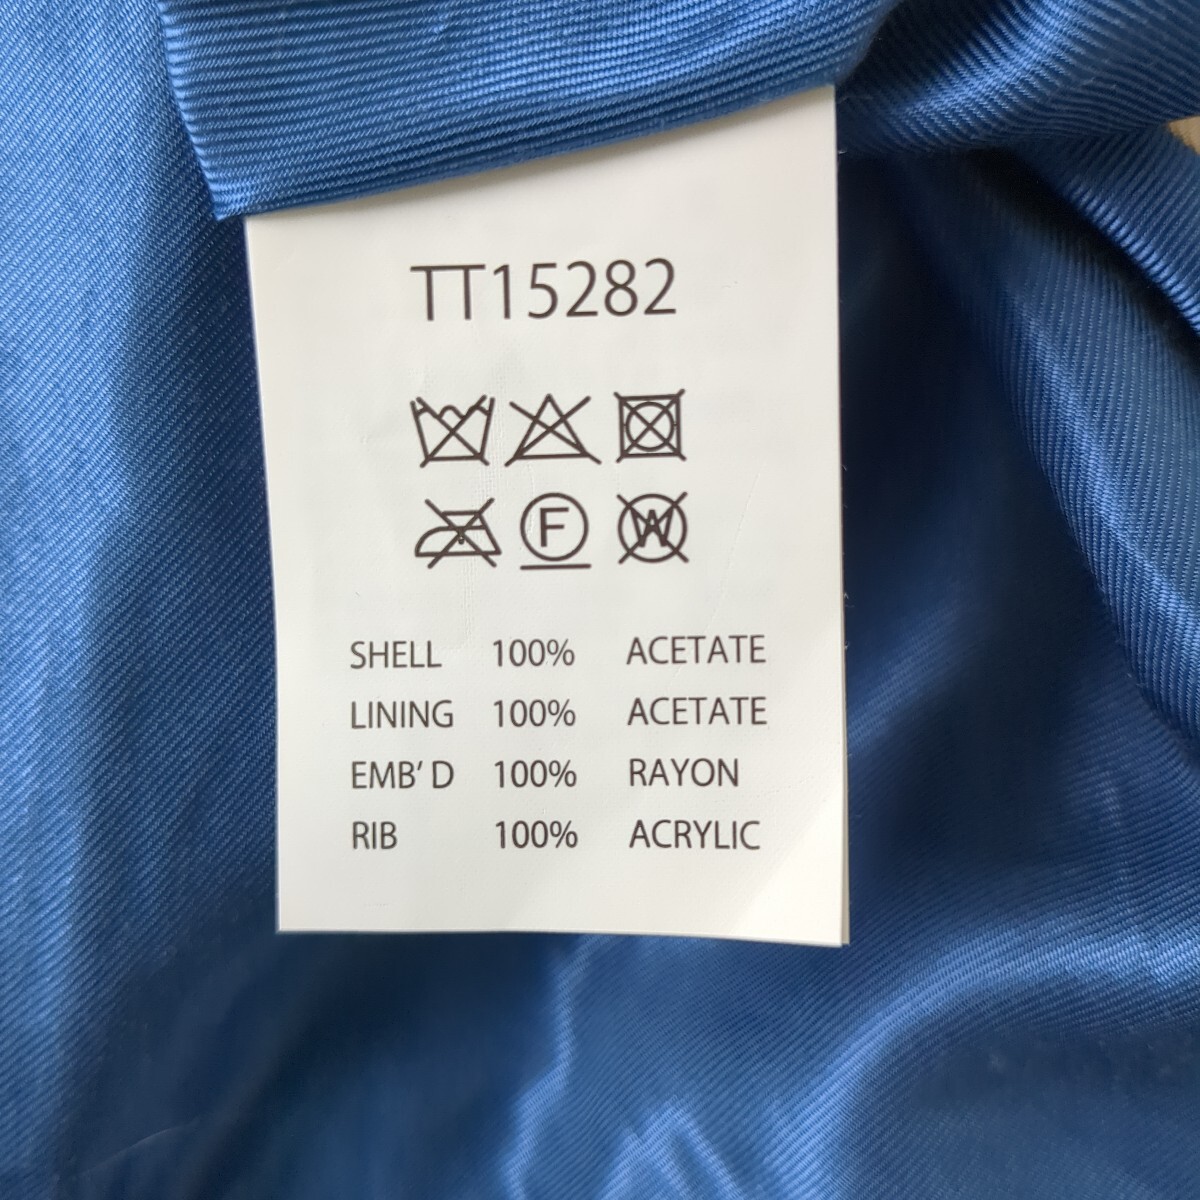 TT15282
F W
SHELL 100% ACETATE
LINING 100% ACETATE
EMB' D 100% RAYON
RIB 100% ACRYLIC